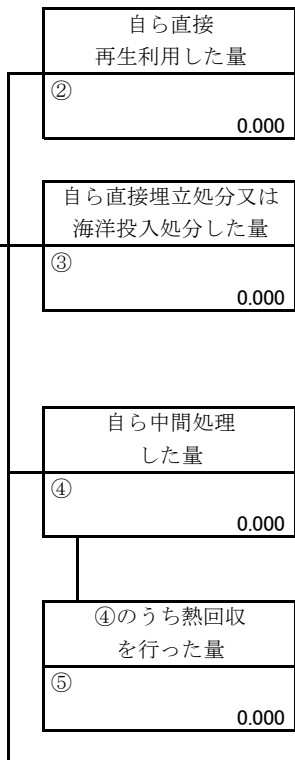 自ら直接
再生利用した量
②
0.000
自ら直接埋立処分又は
海洋投入処分した量
③
0.000
自ら中間処理
した量
④
0.000
④のうち熱回収
を行った量
⑤
0.000